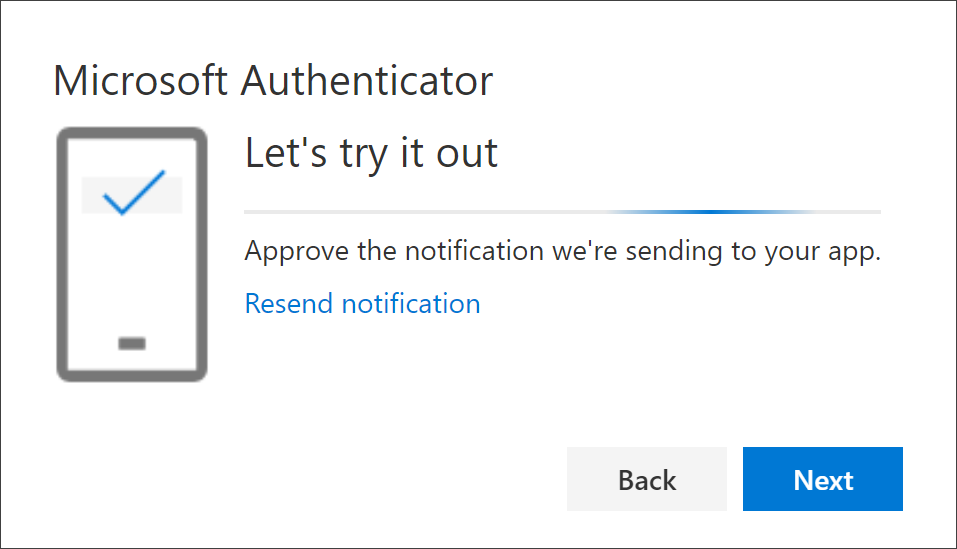 Microsoft Authenticator
Let's try it out
Approve the notification we're sending to your app.
Resend notification
Back
Next